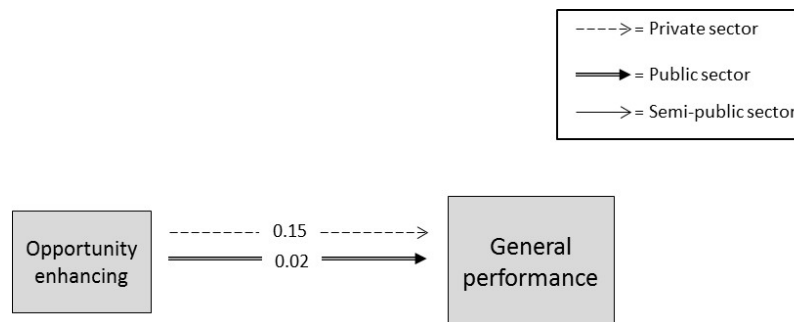 = Private sector
= Public sector
= Semi-public sector
Opportunity
enhancing
0.15
0.02
General
performance